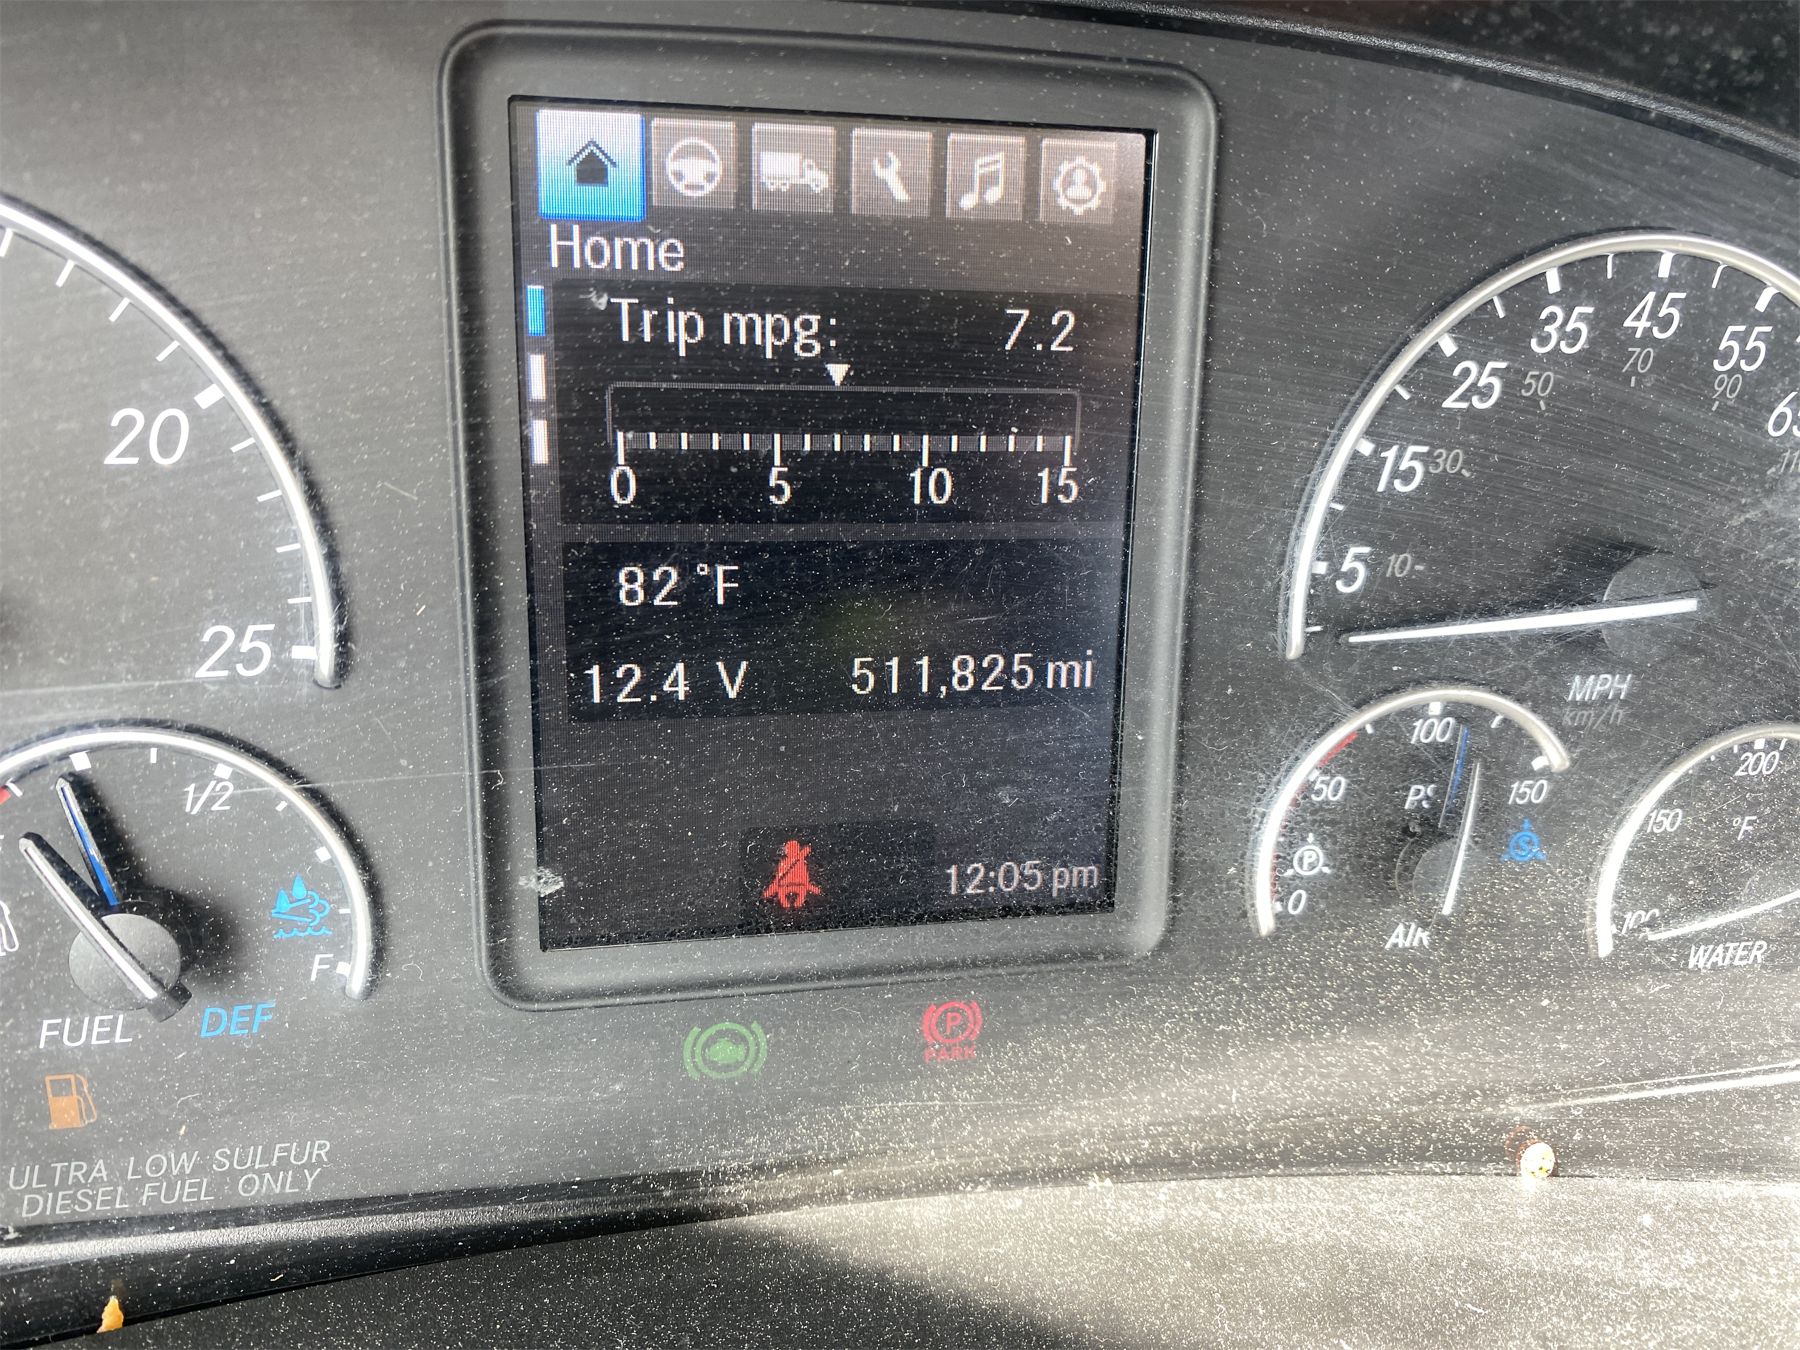 Home
Trip mpg: 7.2
0 5 10 15
82 °F
12.4 V 511,825 mi
12:05 pm
20
25
1/2
F
FUEL DEF
ULTRA LOW SULFUR
DIESEL FUEL ONLY
5 15 25 35 45 55
10 30 50 70 90
MPH
km/h
0 50 100 150
P
S
AIR
150 200
°F
WATER
P
PARK